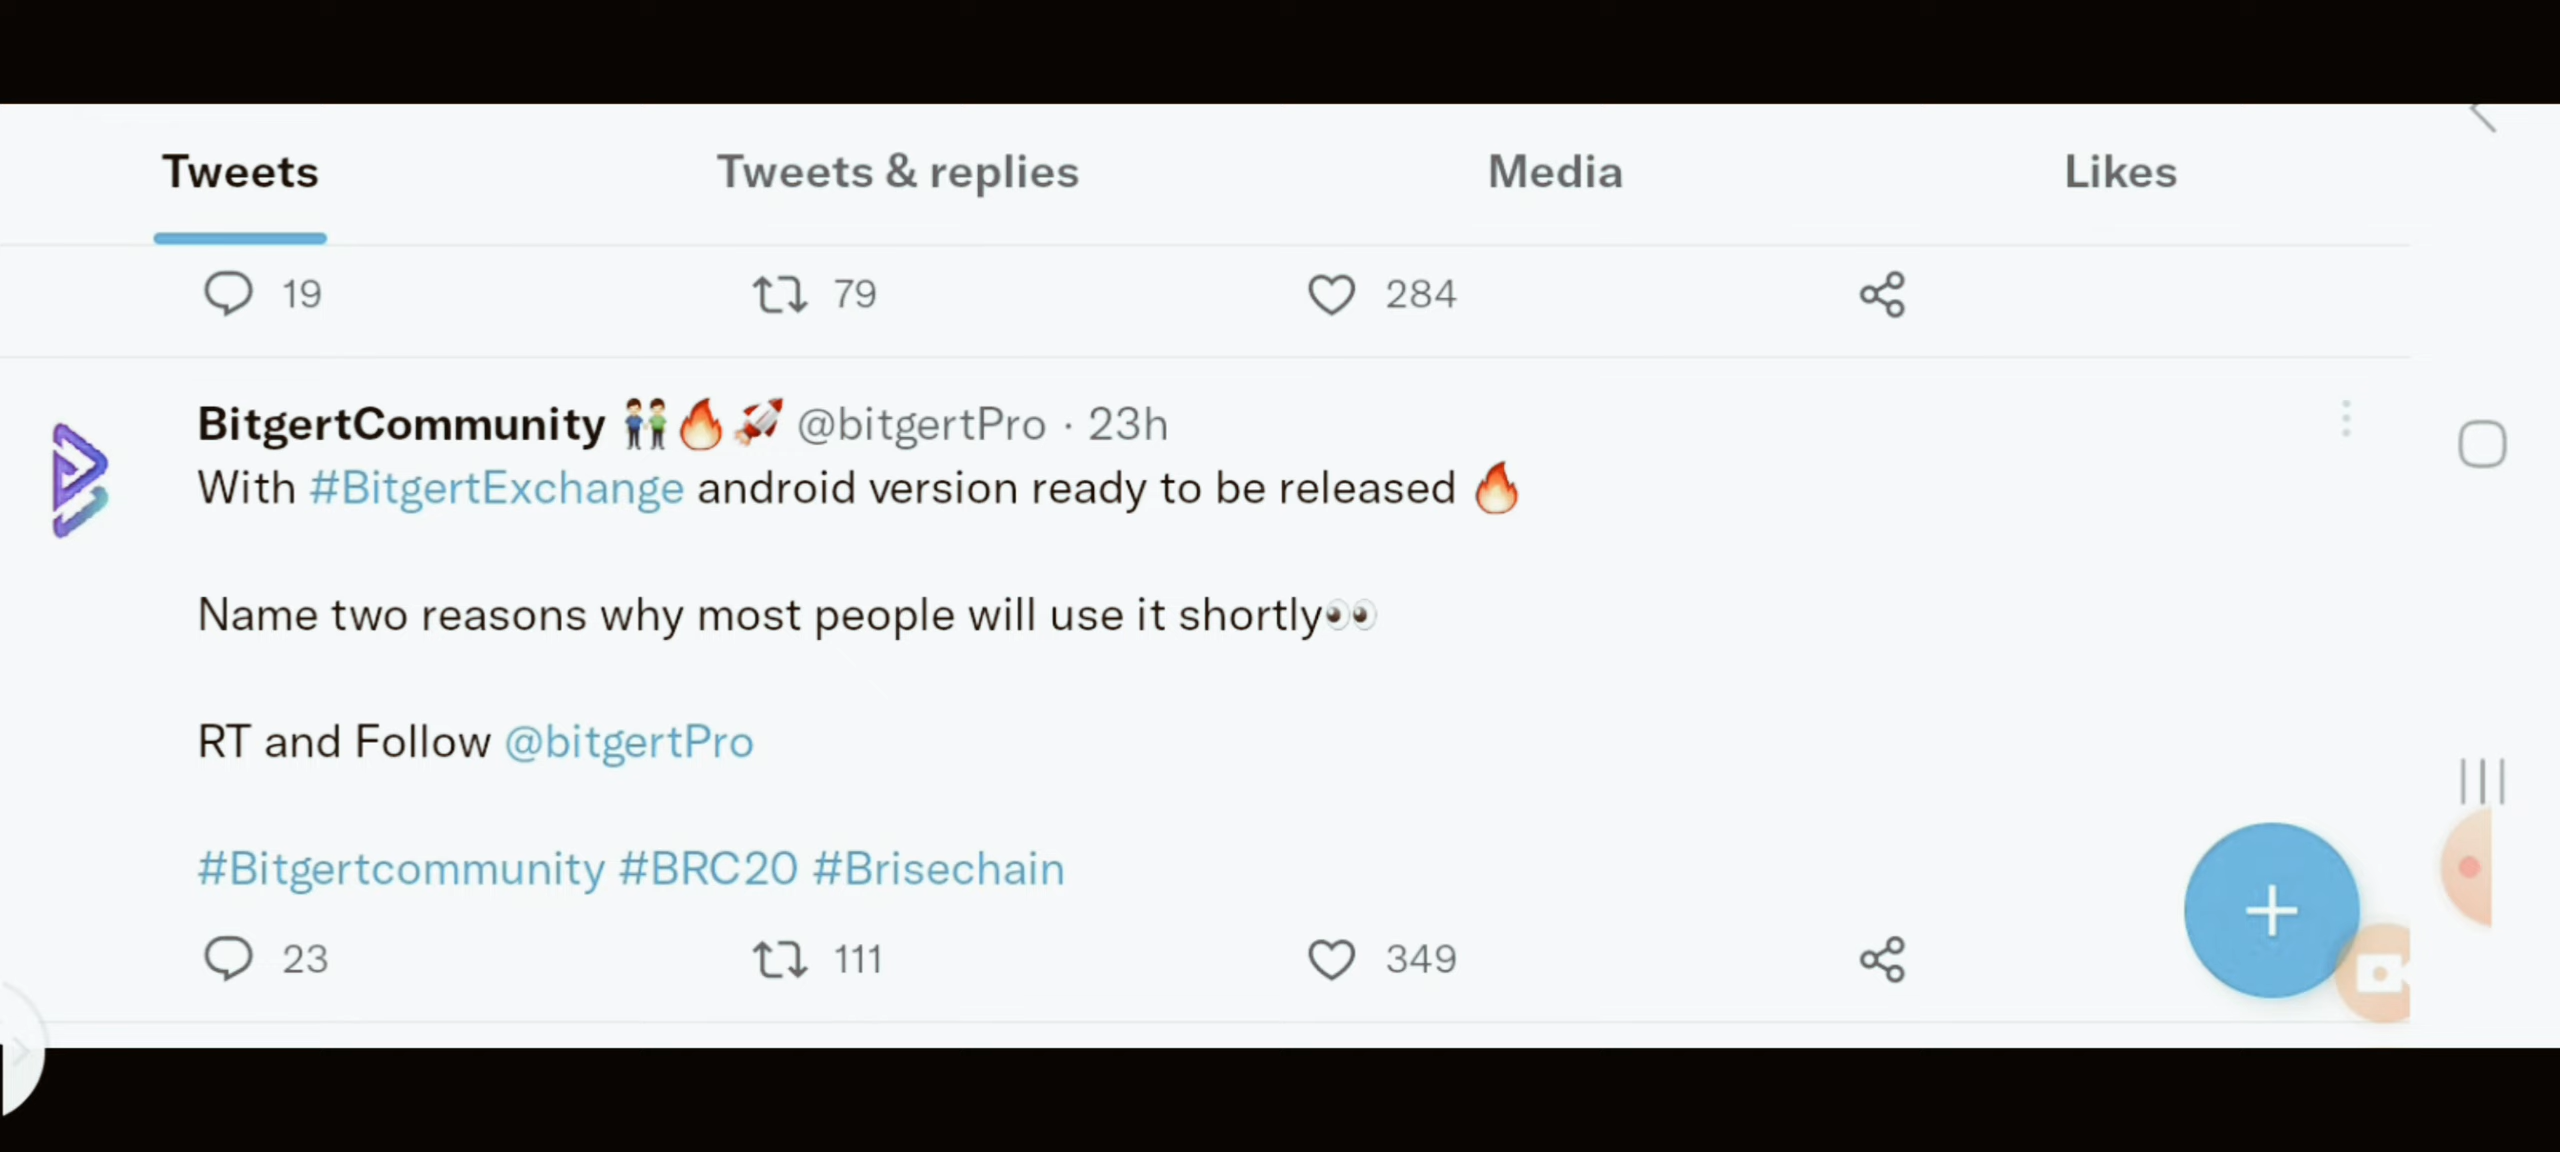 Tweets Tweets & replies Media Likes
19 79 284
BitgertCommunity 👬🔥🚀 @bitgertPro · 23h
With #BitgertExchange android version ready to be released 🔥
Name two reasons why most people will use it shortly👀
RT and Follow @bitgertPro
#Bitgertcommunity #BRC20 #Brisechain
23 111 349